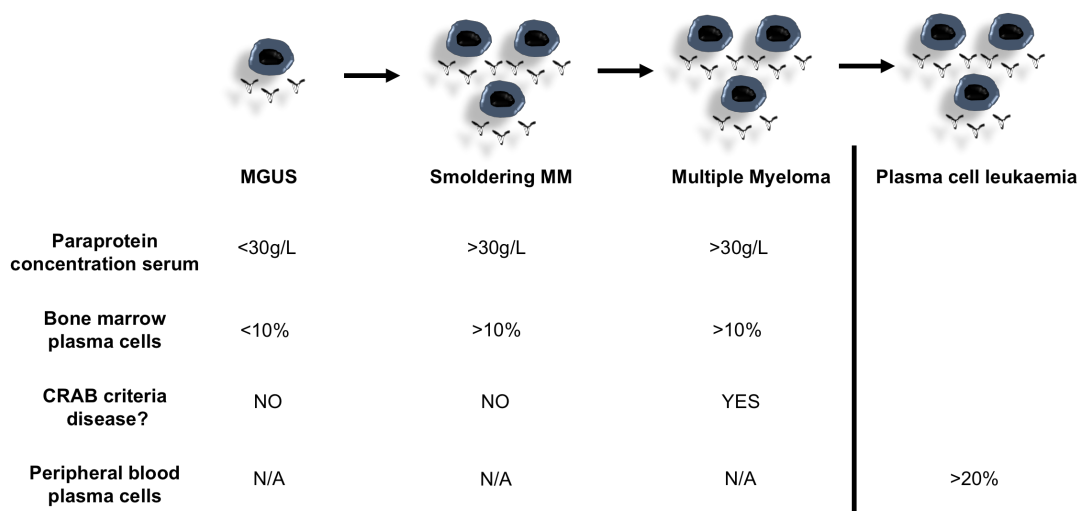 MGUS Smoldering MM Multiple Myeloma Plasma cell leukaemia
Paraprotein
concentration serum
<30g/L >30g/L >30g/L
Bone marrow
plasma cells
<10% >10% >10%
CRAB criteria
disease?
NO NO YES
Peripheral blood
plasma cells
N/A N/A N/A >20%